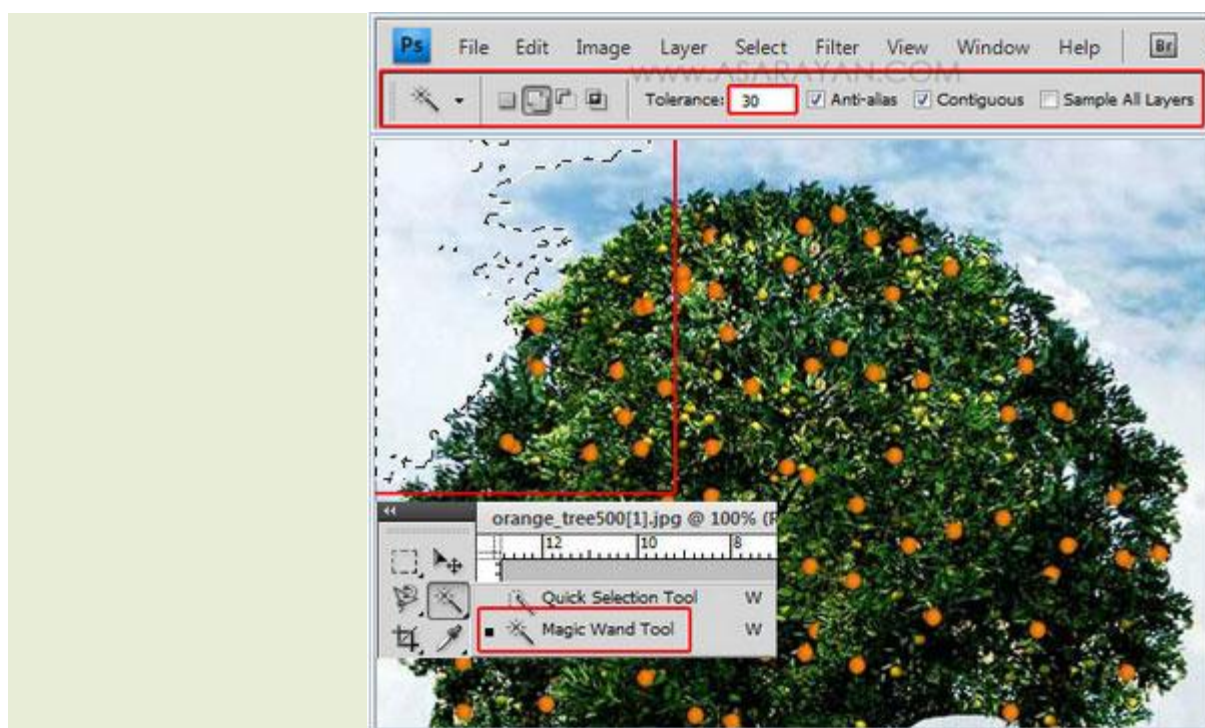 Ps File Edit Image Layer Select Filter View Window Help Br
WWW.ASARAYAN.COM
Tolerance: 30 Anti-alias Contiguous Sample All Layers
orange_tree500[1].jpg @ 100% (
12 10 8
Quick Selection Tool W
Magic Wand Tool W